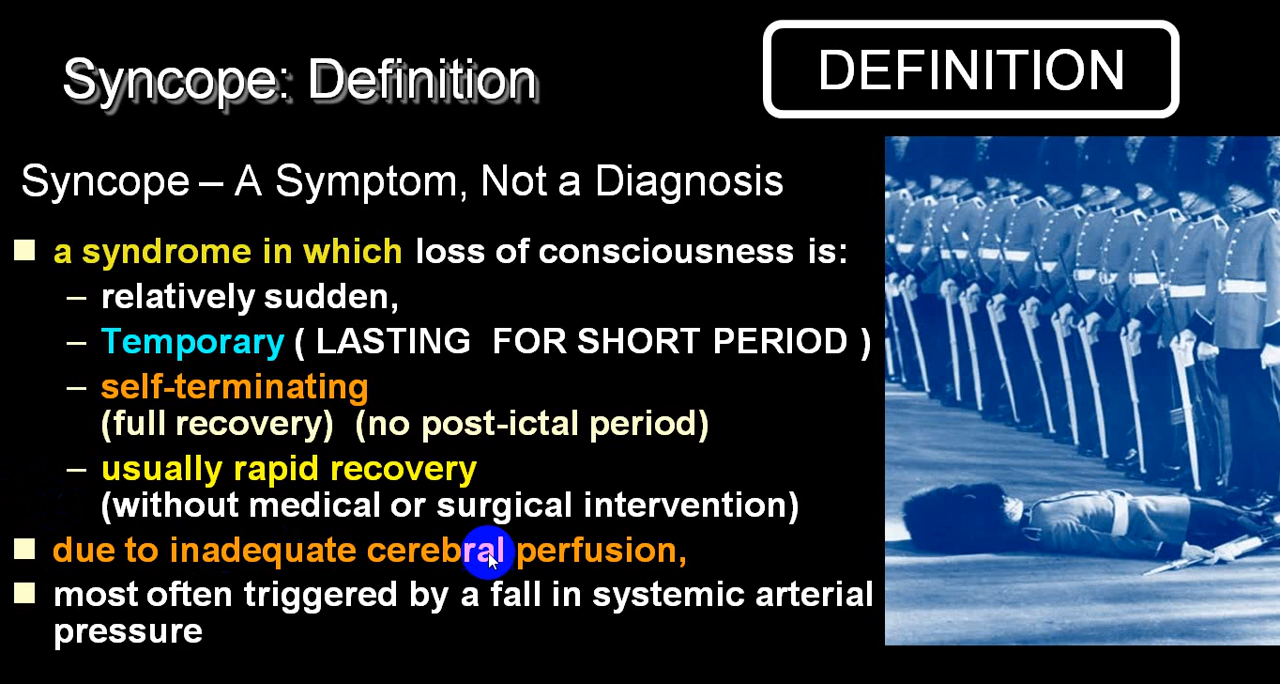 Syncope: Definition
DEFINITION
Syncope – A Symptom, Not a Diagnosis
a syndrome in which loss of consciousness is:
– relatively sudden,
– Temporary ( LASTING FOR SHORT PERIOD )
– self-terminating
(full recovery) (no post-ictal period)
– usually rapid recovery
(without medical or surgical intervention)
due to inadequate cerebral perfusion,
most often triggered by a fall in systemic arterial
pressure